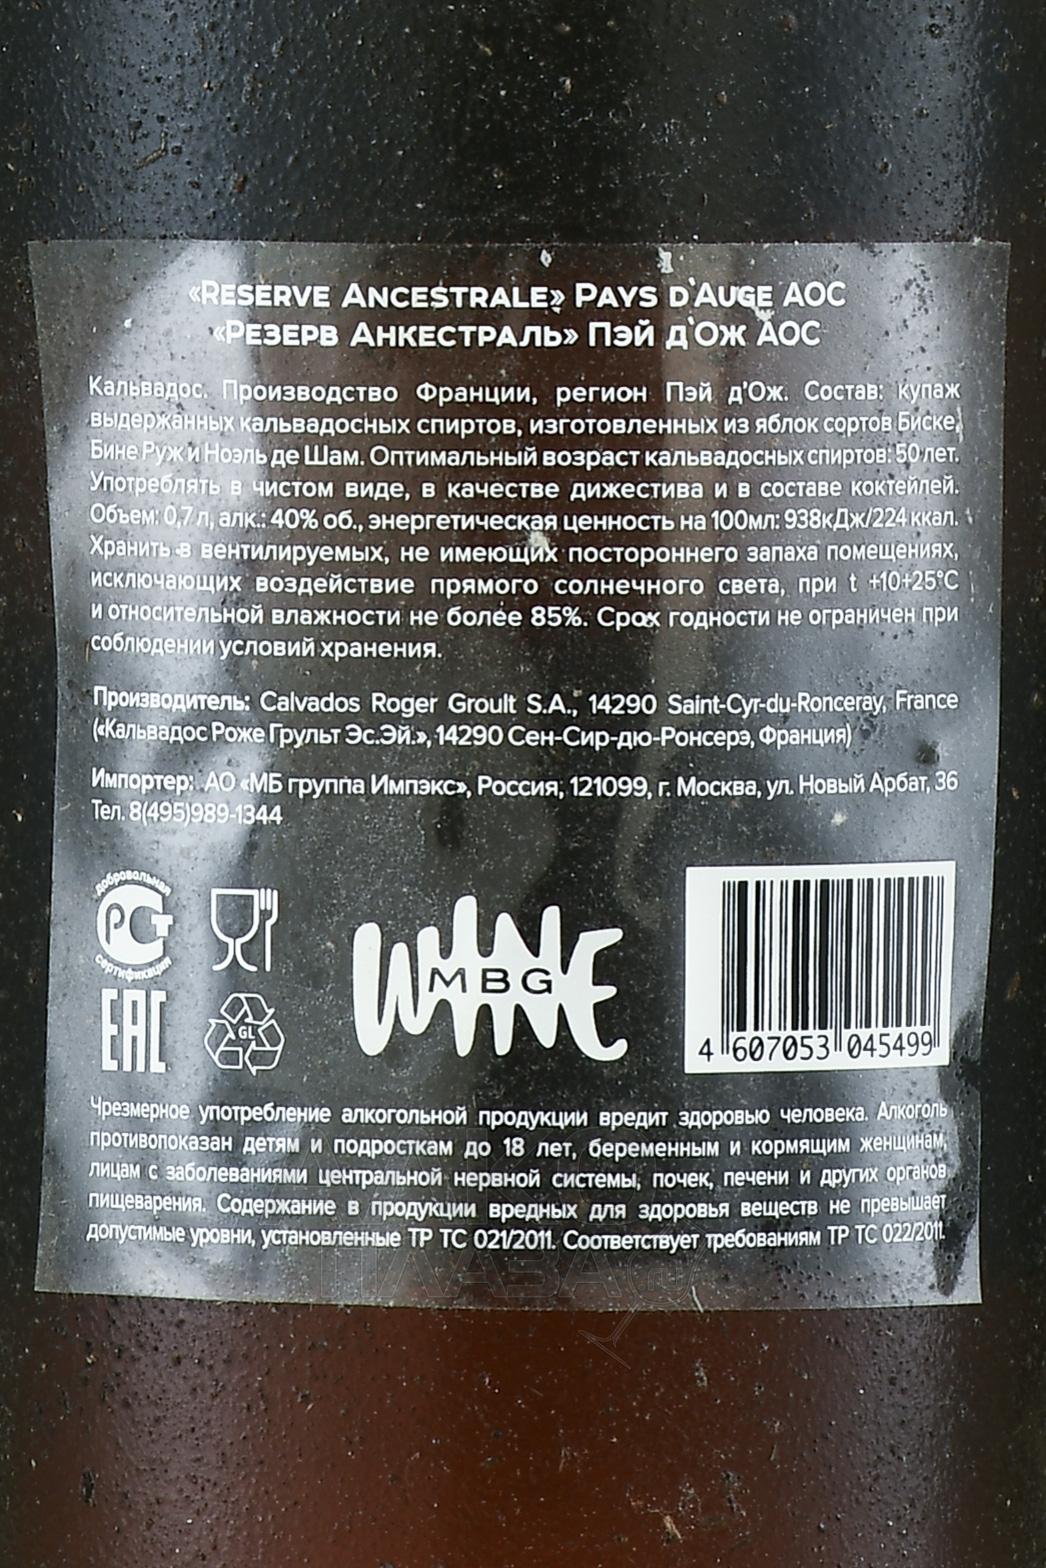 «Reserve Ancestrale» Pays d`Auge AOC
«Резерв Анкестраль» Пэй д`Ож АОС
Кальвадос. Производство Франции, регион Пэй д'Ож. Состав: купаж
выдержанных кальвадосных спиртов, изготовленных из яблок сортов Биске,
Бине Руж и Ноэль де Шам. Оптимальный возраст кальвадосных спиртов: 50 лет.
Употреблять в чистом виде, в качестве дижестива и в составе коктейлей.
Объем: 0,7 л, алк.: 40% об., энергетическая ценность на 100мл: 938кДж/224 ккал.
Хранить в вентилируемых, не имеющих постороннего запаха помещениях,
исключающих воздействие прямого солнечного света, при t +10+25°С
и относительной влажности не более 85%. Срок годности не ограничен при
соблюдении условий хранения.
Производитель: Calvados Roger Groult S.A., 14290 Saint-Cyr-du-Ronceray, France
(«Кальвадос Роже Грульт Эс.Эй.», 14290 Сен-Сир-дю-Ронсера, Франция)
Импортер: АО «МБ группа Импэкс», Россия, 121099, г. Москва, ул. Новый Арбат, 36
Тел. 8(495)989-1344
добровольная
РСТ
сертификация
EAC
GL
WINE
MBG
4 607053 045499
Чрезмерное употребление алкогольной продукции вредит здоровью человека. Алкоголь
противопоказан детям и подросткам до 18 лет, беременным и кормящим женщинам,
лицам с заболеваниями центральной нервной системы, почек, печени и других органов
пищеварения. Содержание в продукции вредных для здоровья веществ не превышает
допустимые уровни, установленные ТР ТС 021/2011. Соответствует требованиям ТР ТС 022/2011.